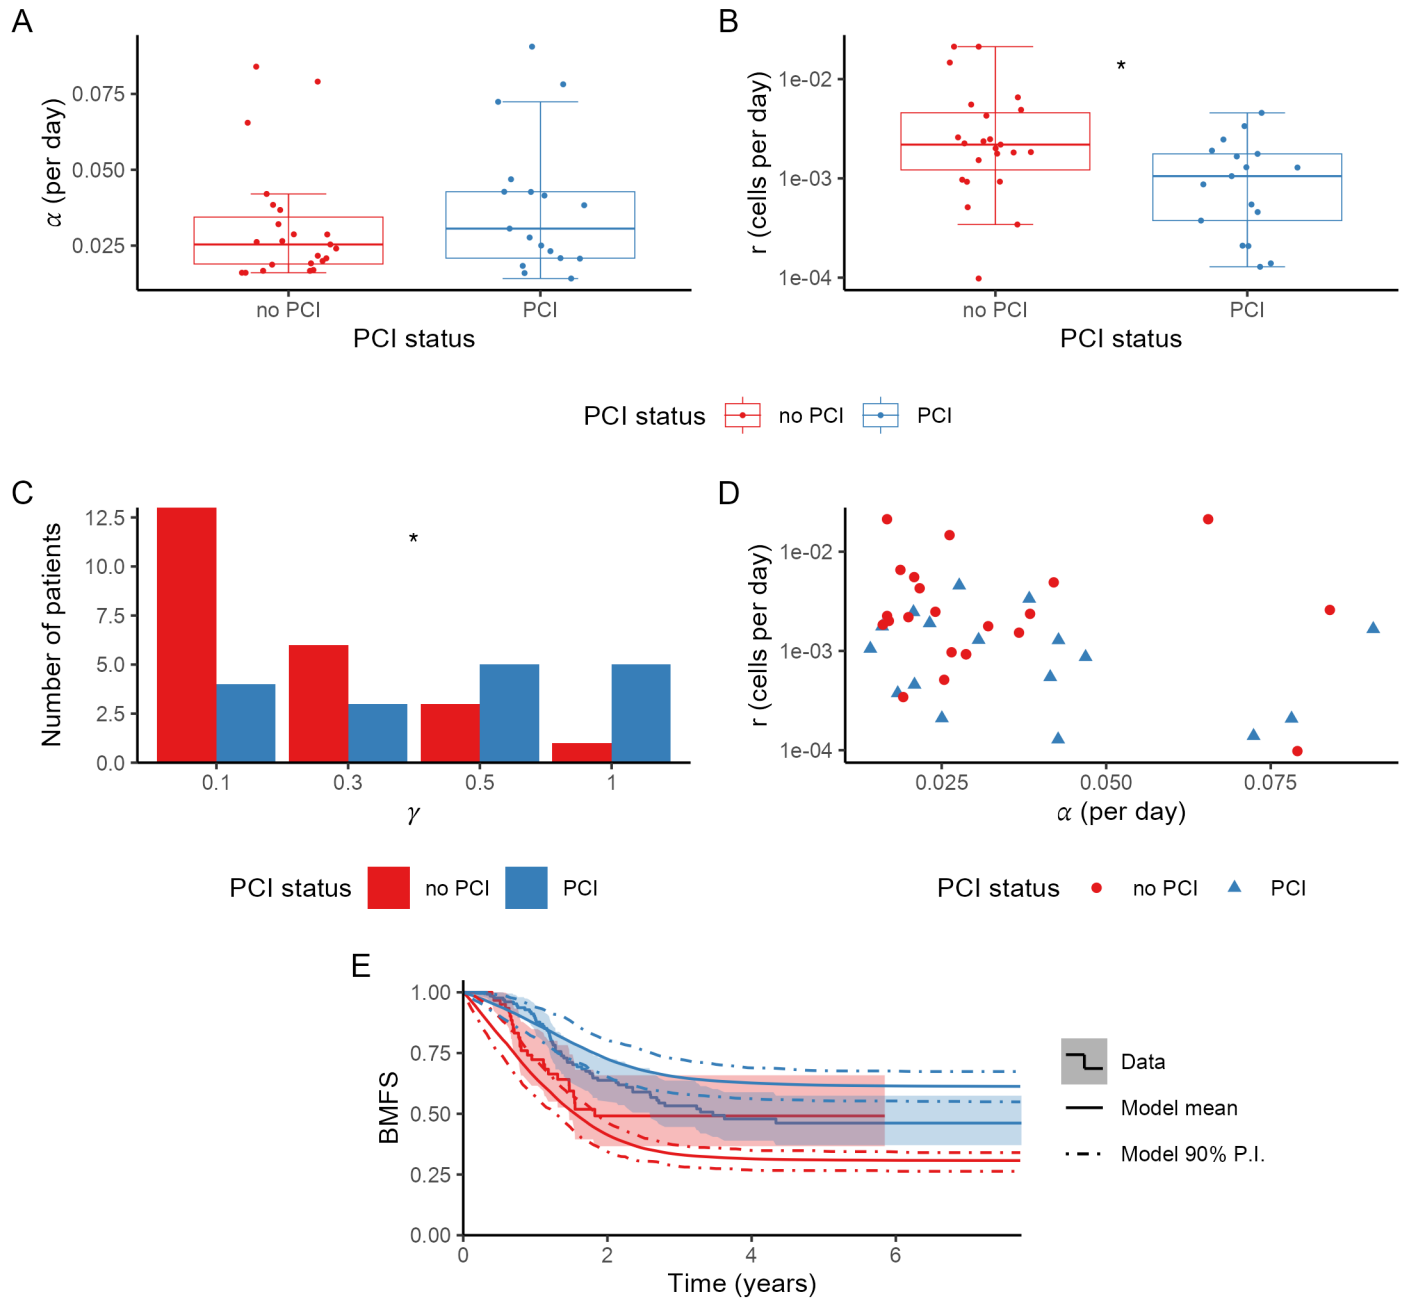 A
α (per day)
0.075
0.050
0.025
no PCI
PCI
PCI status
B
r (cells per day)
1e-02
1e-03
1e-04
*
no PCI
PCI
PCI status
PCI status no PCI PCI
C
Number of patients
12.5
10.0
7.5
5.0
2.5
0.0
*
0.1
0.3
0.5
1
γ
PCI status no PCI PCI
D
r (cells per day)
1e-02
1e-03
1e-04
0.025
0.050
0.075
α (per day)
PCI status no PCI PCI
E
BMFS
1.00
0.75
0.50
0.25
0.00
0
2
4
6
Time (years)
Data
Model mean
Model 90% P.I.